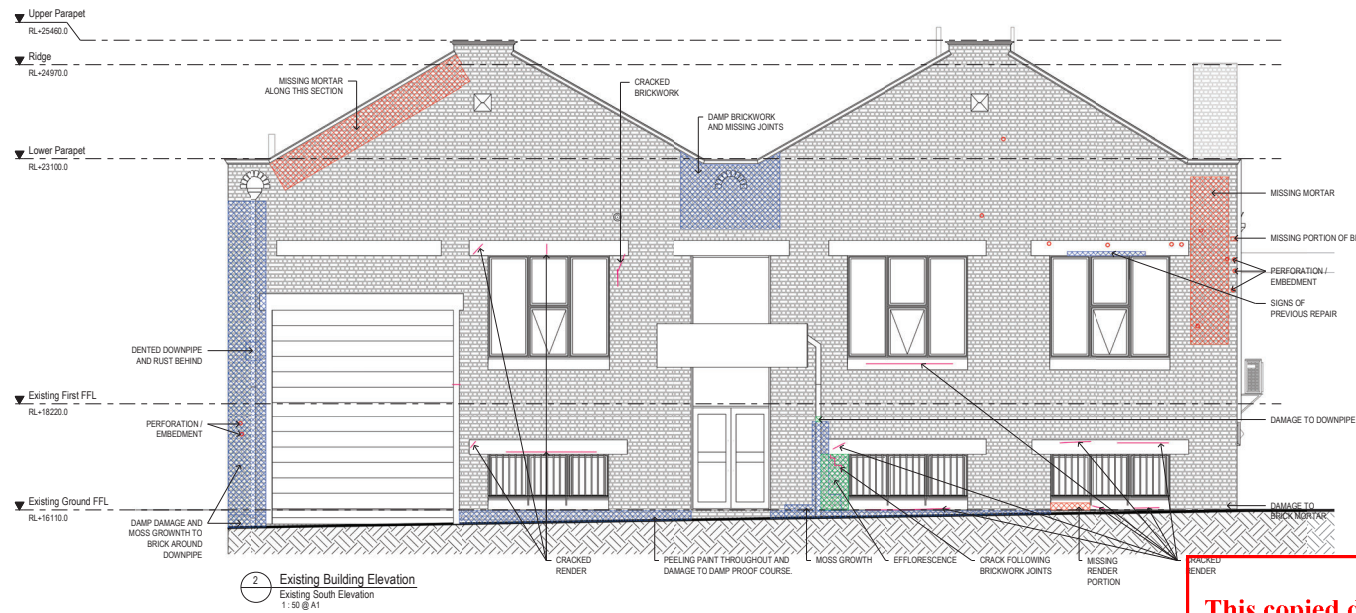 Upper Parapet
RL+25460.0
Ridge
RL+24970.0
MISSING MORTAR
ALONG THIS SECTION
CRACKED
BRICKWORK
DAMP BRICKWORK
AND MISSING JOINTS
Lower Parapet
RL+23100.0
MISSING MORTAR
MISSING PORTION OF
PERFORATION /
EMBEDMENT
SIGNS OF
PREVIOUS REPAIR
DENTED DOWNPIPE
AND RUST BEHIND
Existing First FFL
RL+18220.0
PERFORATION /
EMBEDMENT
DAMAGE TO DOWNPIPE
Existing Ground FFL
RL+16110.0
DAMP DAMAGE AND
MOSS GROWNTH TO
BRICK AROUND
DOWNPIPE
DAMAGE TO
BRICK MORTAR
CRACKED
RENDER
PEELING PAINT THROUGHOUT AND
DAMAGE TO DAMP PROOF COURSE.
MOSS GROWTH
EFFLORESCENCE
CRACK FOLLOWING
BRICKWORK JOINTS
MISSING
RENDER
PORTION
CRACKED
RENDER
2
Existing Building Elevation
Existing South Elevation
1 : 50 @ A1
This copied